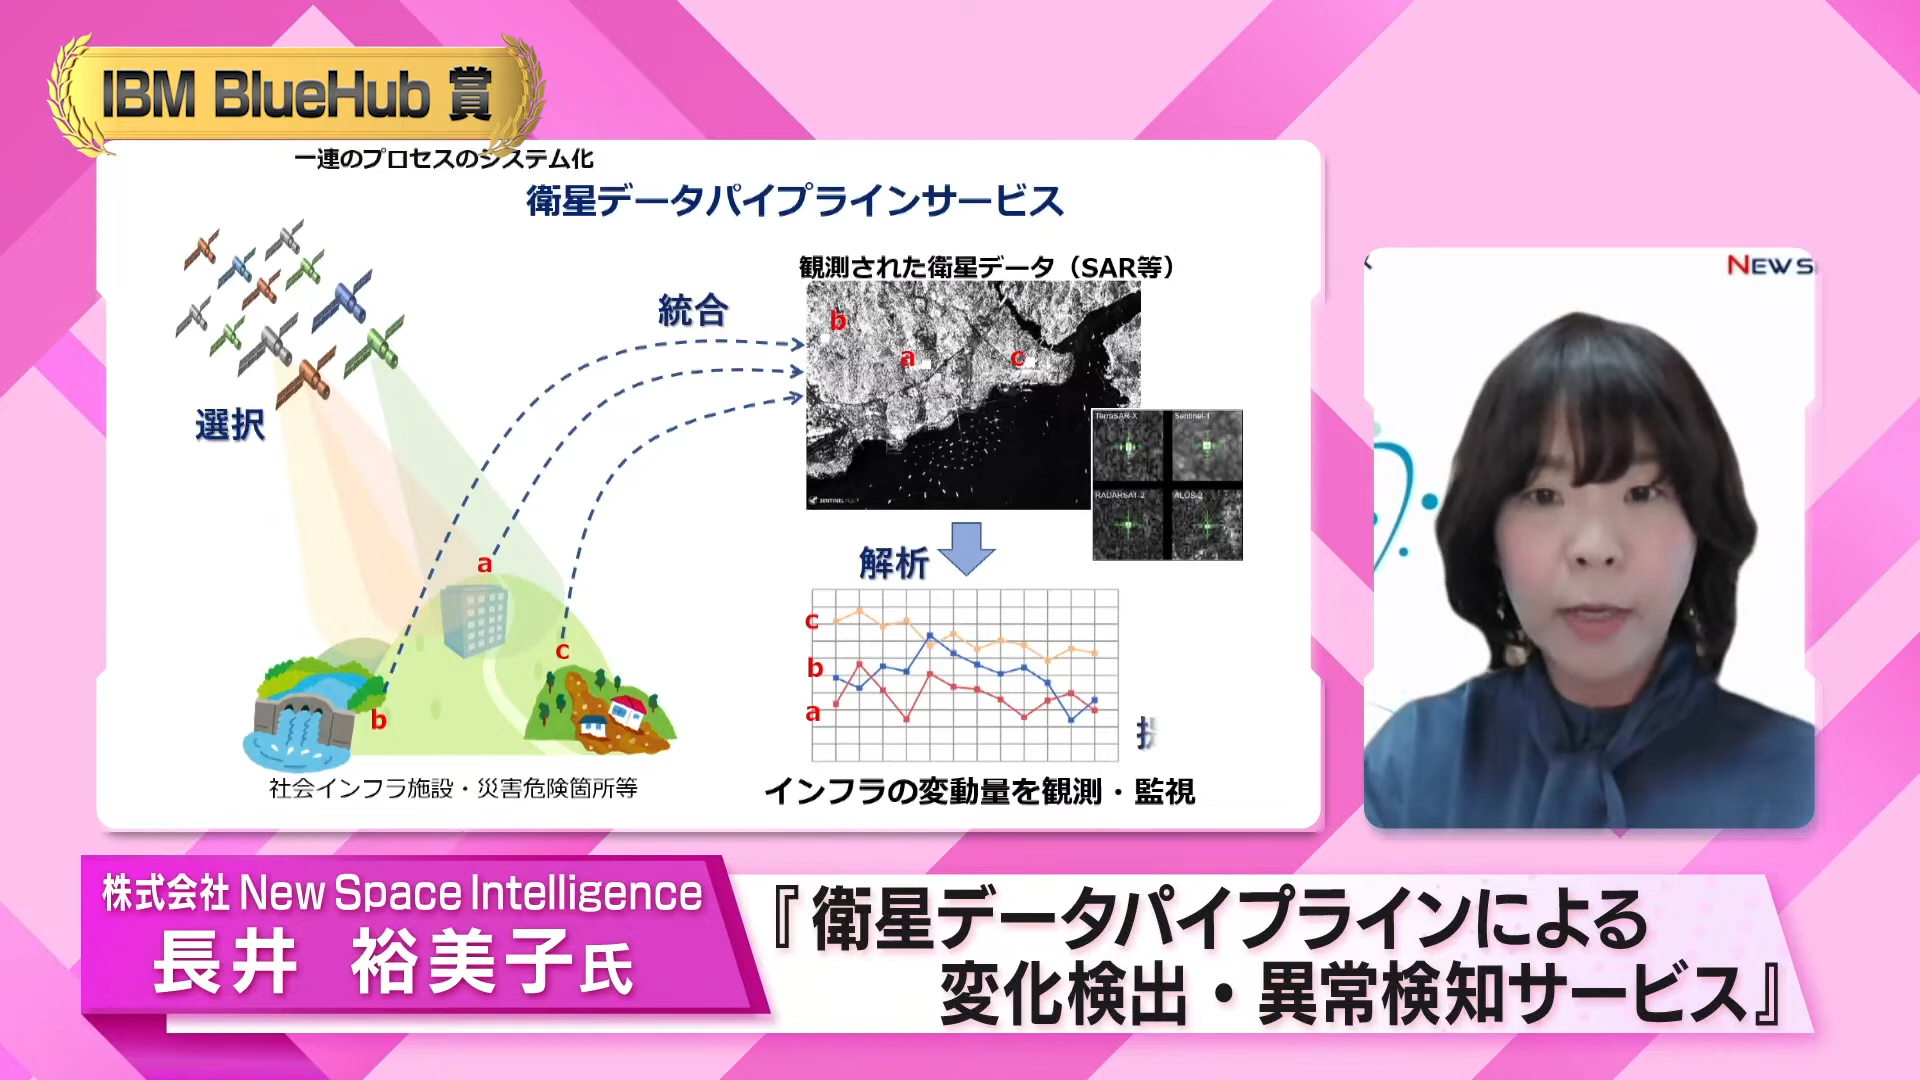 IBM BlueHub 賞
一連のプロセスのシステム化
衛星データパイプラインサービス
NEWS
選択
統合
観測された衛星データ（SAR等）
b
a
c
SENTINEL HUB
TerraSAR-X
Sentinel-1
RADARSAT-2
ALOS-2
解析
a
b
c
c
b
a
社会インフラ施設・災害危険箇所等
インフラの変動量を観測・監視
株式会社 New Space Intelligence
長井 裕美子氏
『衛星データパイプラインによる
変化検出・異常検知サービス』